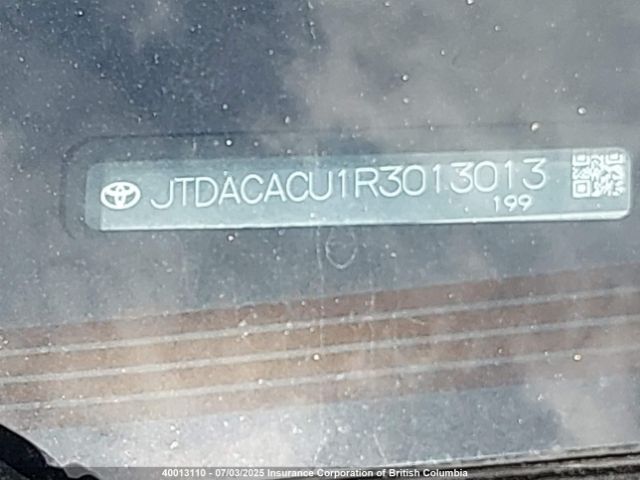 JTDACACU1R3013013
199
40013110 - 07/03/2025 Insurance Corporation of British Columbia